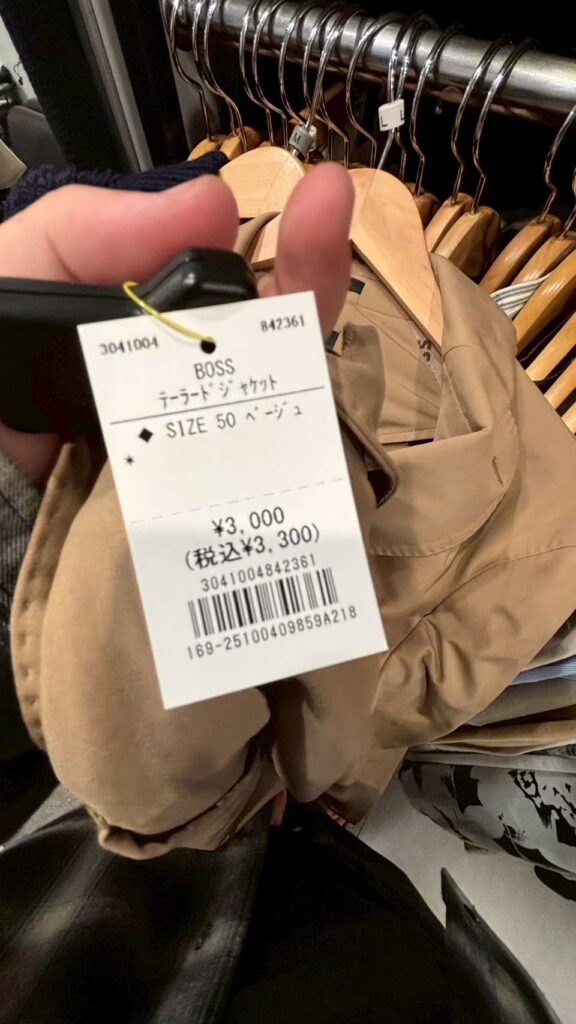 L
M
3041004
842361
BOSS
テーラードジャケット
◆ SIZE 50 ベージュ
*
¥3,000
(税込¥3,300)
3041004842361
169-25100409859A218